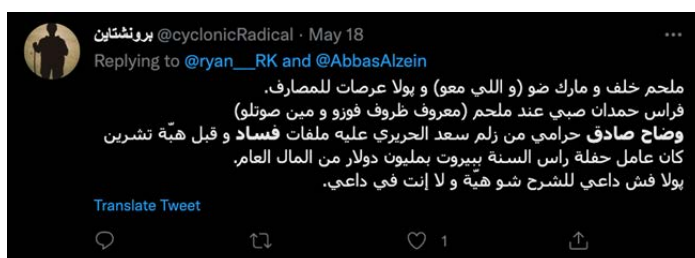 برونشتاين @cyclonicRadical · May 18
Replying to @ryan__RK and @AbbasAlzein
ملحم خلف و مارك ضو (و اللي معو) و پولا عرصات للمصارف.
فراس حمدان صبي عند ملحم (معروف ظروف فوزو و مين صوتلو)
وضاح صادق حرامي من زلم سعد الحريري عليه ملفات فساد و قبل هبّة تشرين
كان عامل حفلة راس السنة ببيروت بمليون دولار من المال العام.
پولا فش داعي للشرح شو هيّة و لا إنت في داعي.
Translate Tweet
1